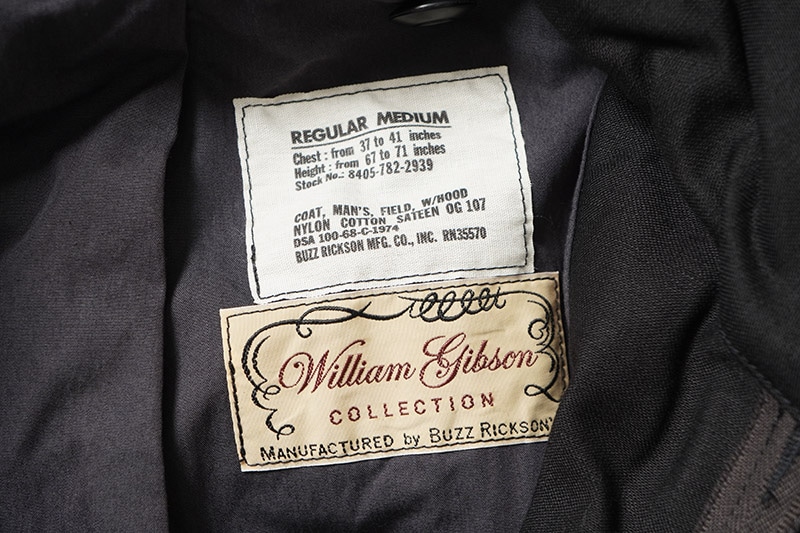 REGULAR MEDIUM
Chest : from 37 to 41 inches
Height : from 67 to 71 inches
Stock No.: 8405-782-2939
COAT, MAN'S, FIELD, W/HOOD
NYLON COTTON SATEEN OG 107
DSA 100-68-C-1974
BUZZ RICKSON MFG. CO., INC. RN35570
William Gibson
COLLECTION
MANUFACTURED by BUZZ RICKSON'